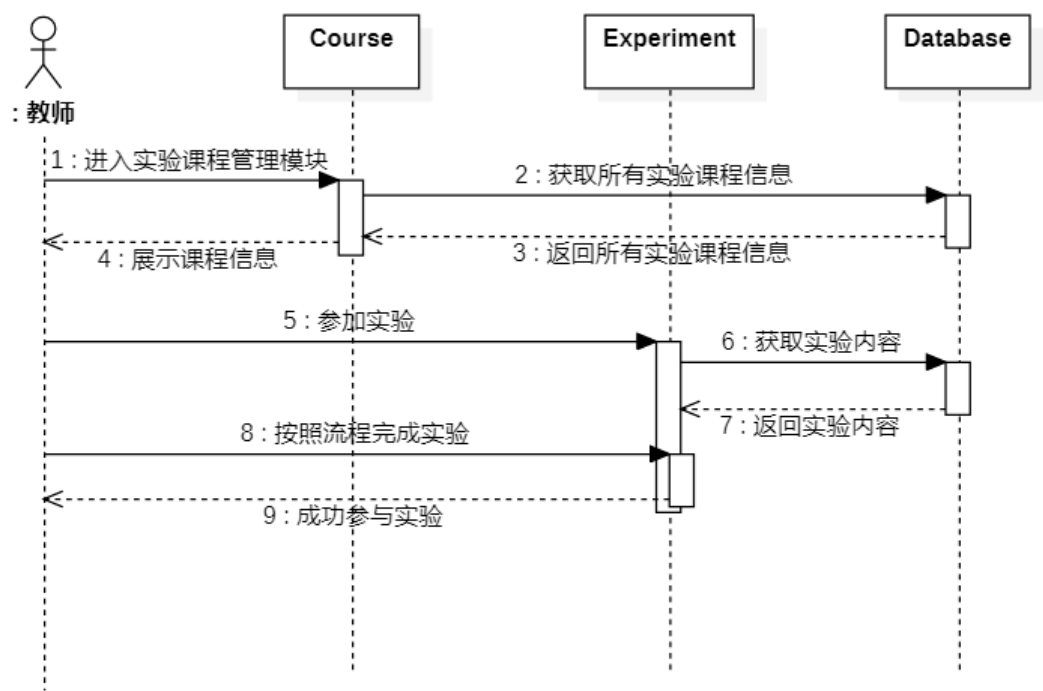 Course
Experiment
Database
: 教师
1 : 进入实验课程管理模块
2 : 获取所有实验课程信息
3 : 返回所有实验课程信息
4 : 展示课程信息
5 : 参加实验
6 : 获取实验内容
7 : 返回实验内容
8 : 按照流程完成实验
9 : 成功参与实验